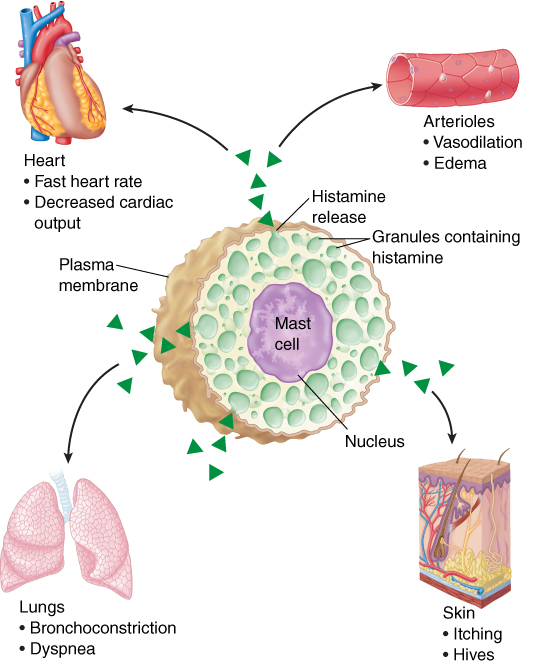 Heart
• Fast heart rate
• Decreased cardiac
output
Arterioles
• Vasodilation
• Edema
Histamine
release
Granules containing
histamine
Plasma
membrane
Mast
cell
Nucleus
Lungs
• Bronchoconstriction
• Dyspnea
Skin
• Itching
• Hives